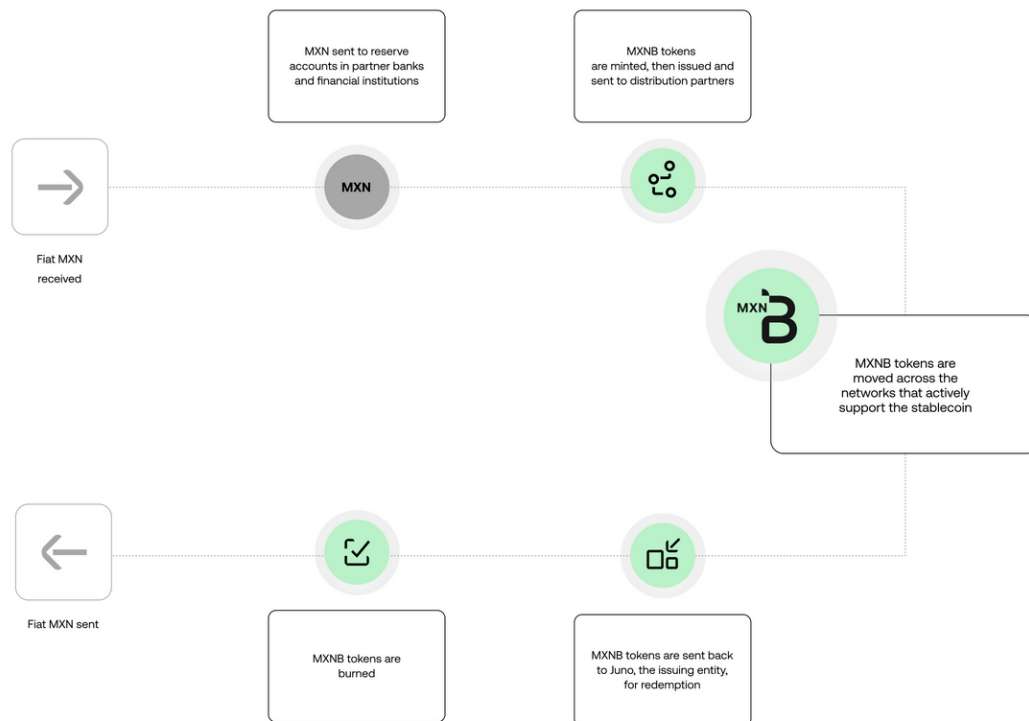 MXN sent to reserve
accounts in partner banks
and financial institutions
MXNB tokens
are minted, then issued and
sent to distribution partners
MXN
Fiat MXN
received
MXN B
MXNB tokens are
moved across the
networks that actively
support the stablecoin
Fiat MXN sent
MXNB tokens are
burned
MXNB tokens are sent back
to Juno, the issuing entity,
for redemption